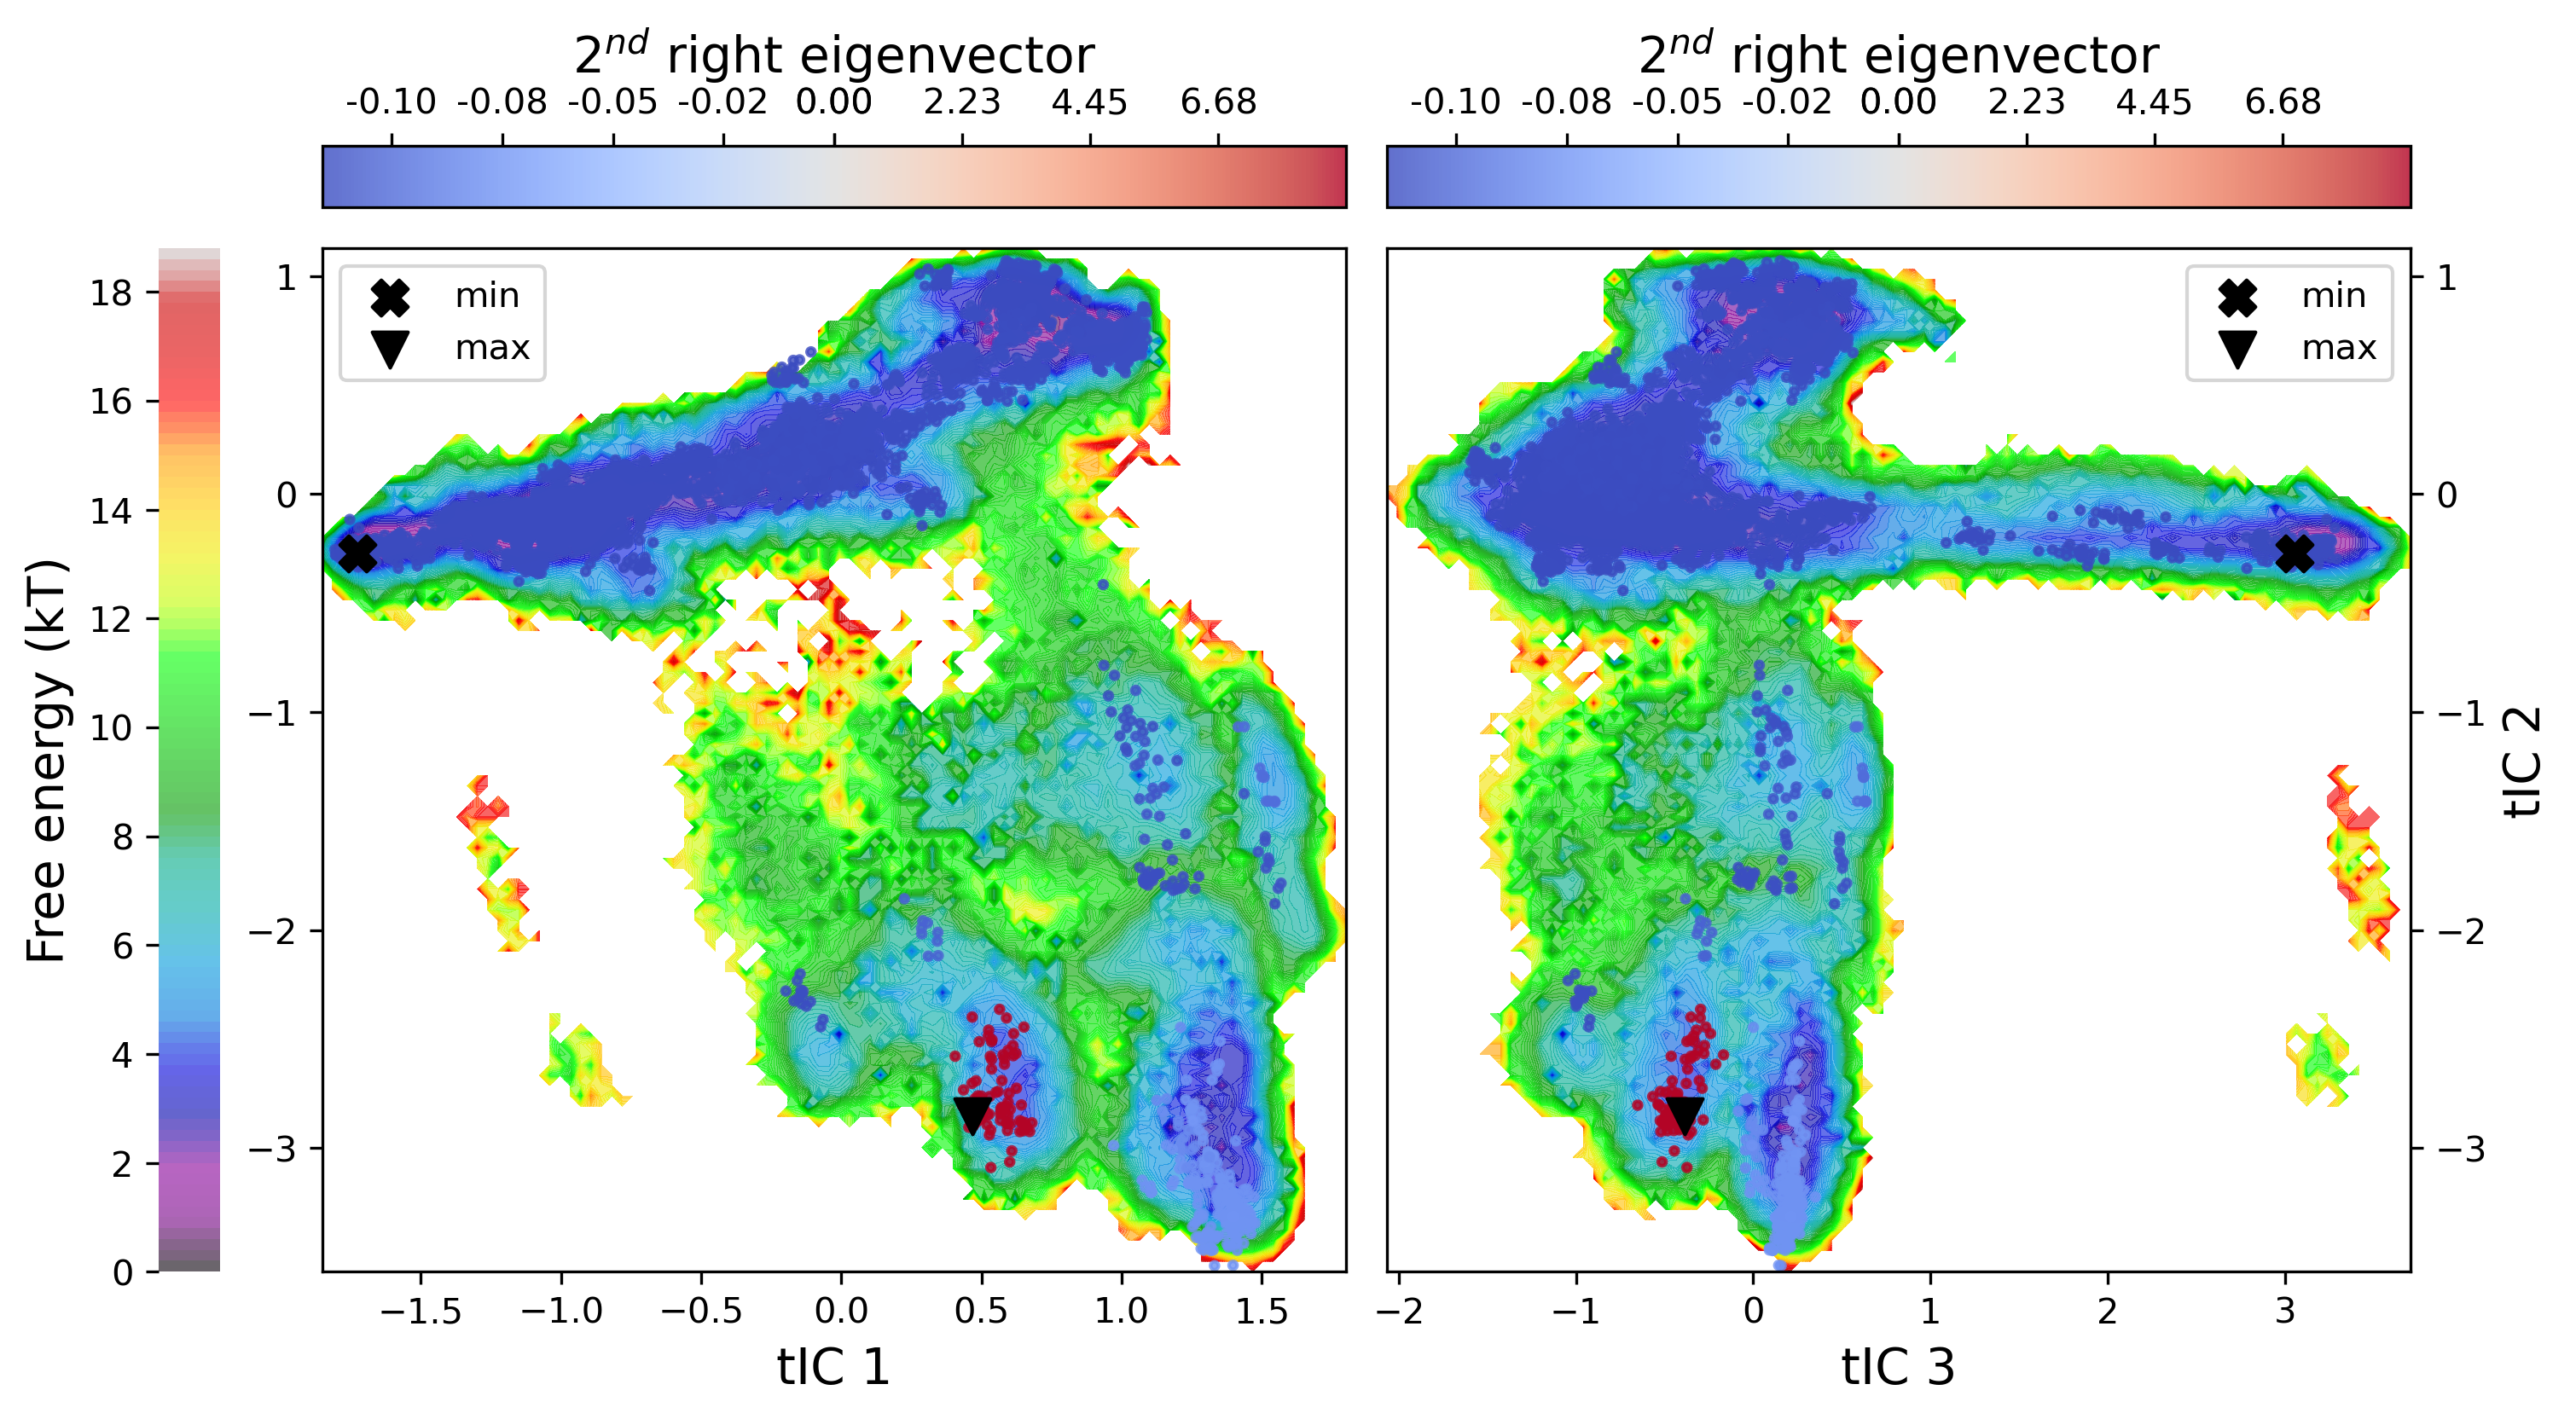 2nd right eigenvector
2nd right eigenvector
-0.10 -0.08 -0.05 -0.02 0.00 2.23 4.45 6.68
-0.10 -0.08 -0.05 -0.02 0.00 2.23 4.45 6.68
Free energy (kT)
18
16
14
12
10
8
6
4
2
0
1
0
−1
−2
−3
min
max
−1.5 −1.0 −0.5 0.0 0.5 1.0 1.5
tIC 1
min
max
−2 −1 0 1 2 3
tIC 3
1
0
−1
−2
−3
tIC 2